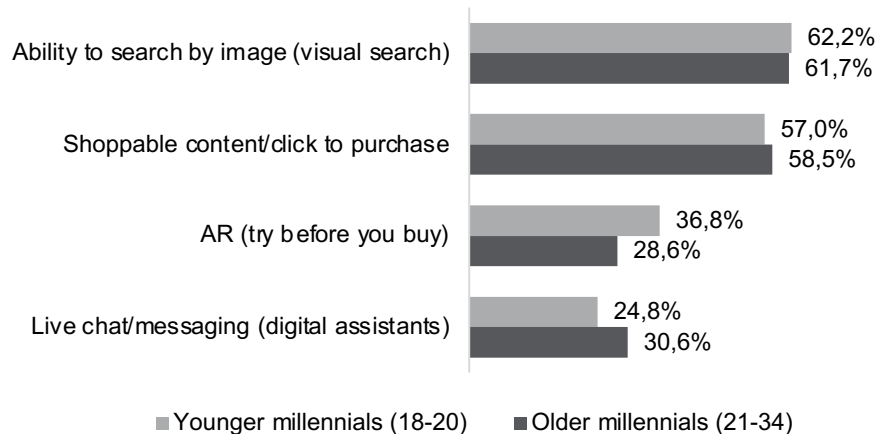 Ability to search by image (visual search)
62,2%
61,7%
Shoppable content/click to purchase
57,0%
58,5%
AR (try before you buy)
36,8%
28,6%
Live chat/messaging (digital assistants)
24,8%
30,6%
Younger millennials (18-20) Older millennials (21-34)